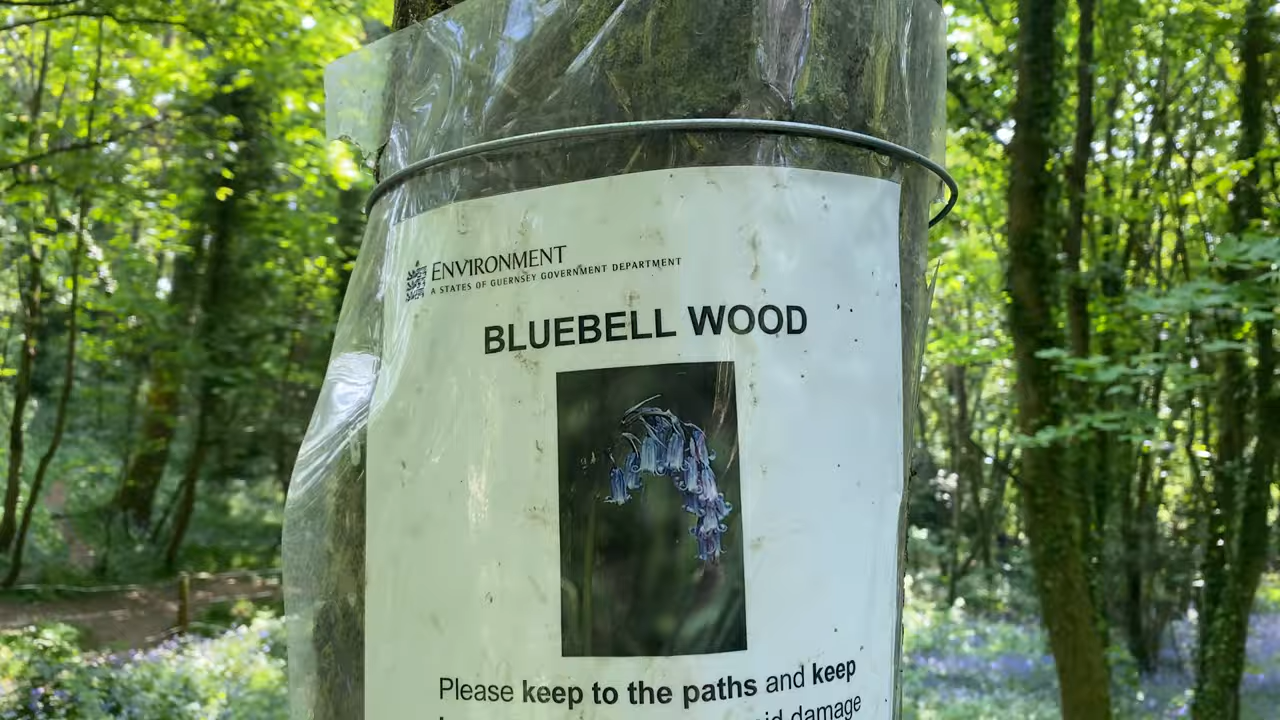 ENVIRONMENT
A STATES OF GUERNSEY GOVERNMENT DEPARTMENT
BLUEBELL WOOD
Please keep to the paths and keep
damage